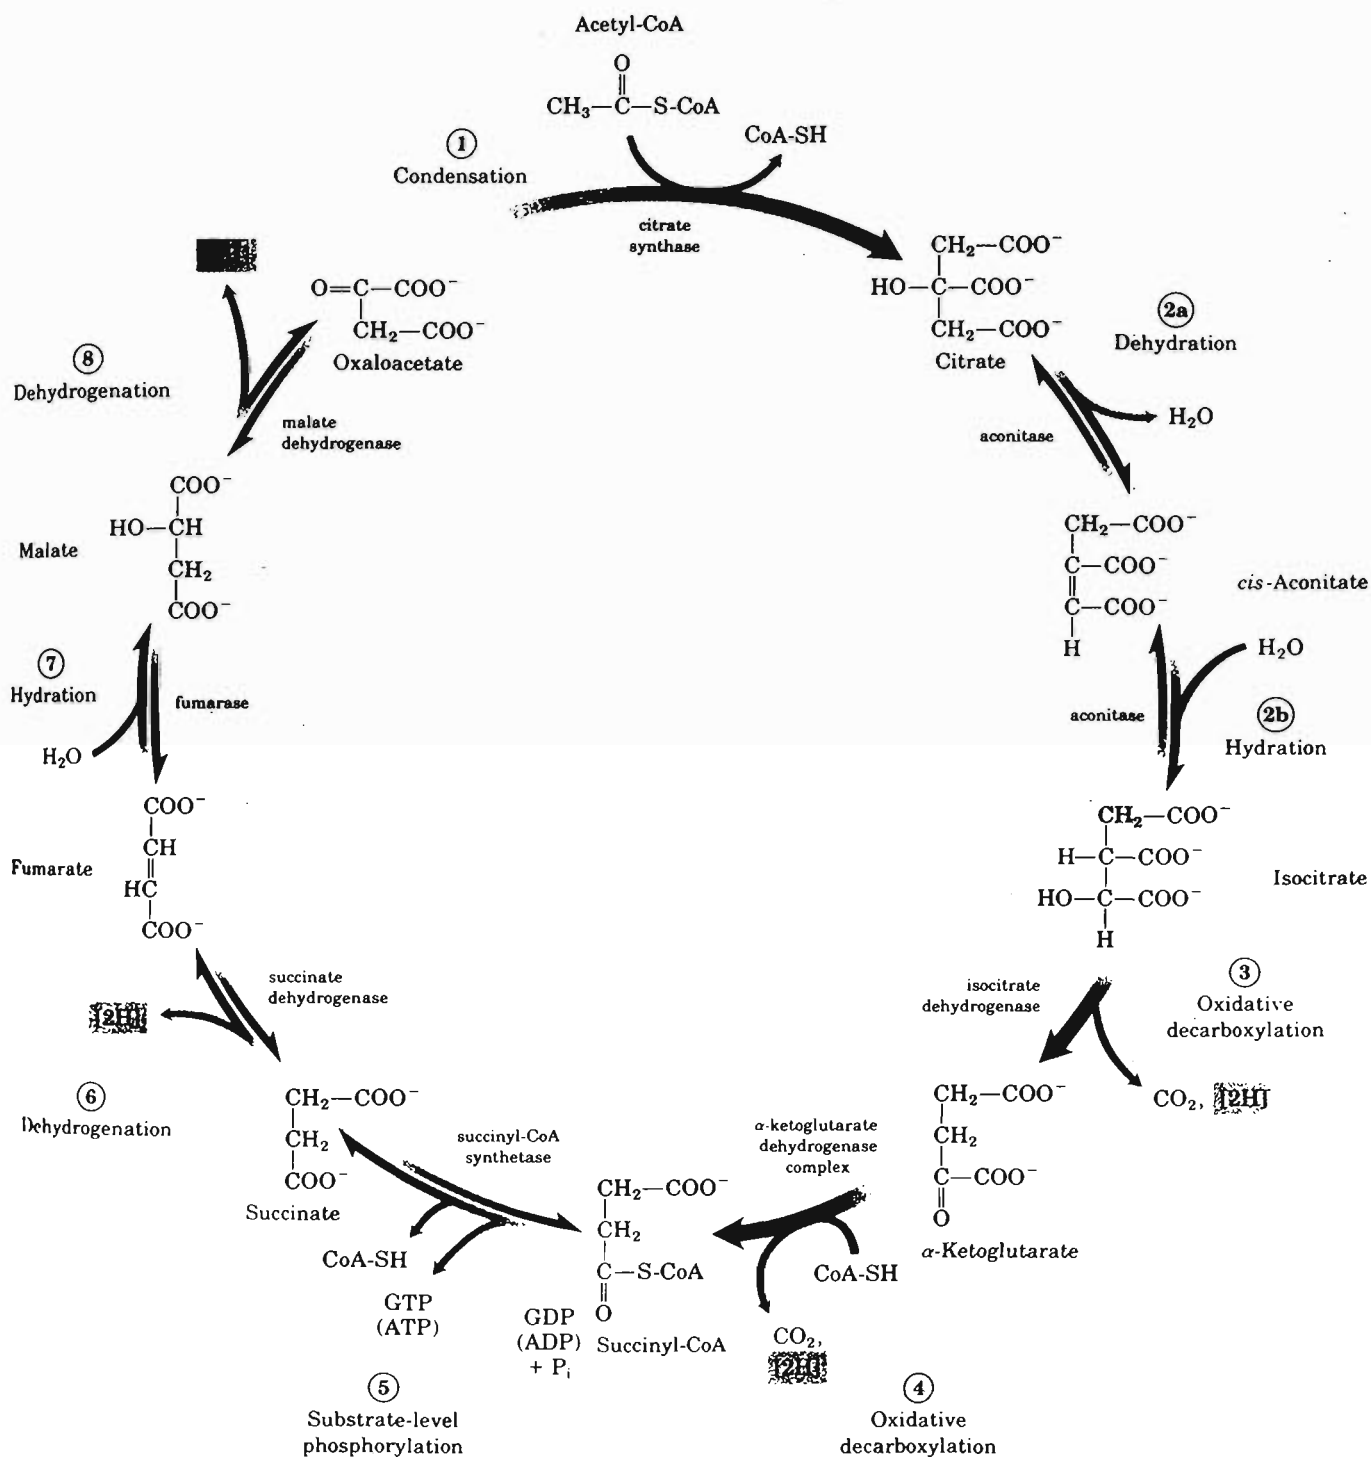 Acetyl-CoA
O
CH₃—C—S-CoA
CoA-SH
1
Condensation
citrate
synthase
CH₂—COO⁻
HO—C—COO⁻
CH₂—COO⁻
Citrate
2a
Dehydration
H₂O
aconitase
CH₂—COO⁻
C—COO⁻
C—COO⁻
H
cis-Aconitate
H₂O
aconitase
2b
Hydration
CH₂—COO⁻
H—C—COO⁻
HO—C—COO⁻
H
Isocitrate
isocitrate
dehydrogenase
3
Oxidative
decarboxylation
CO₂, [2H]
CH₂—COO⁻
CH₂
C—COO⁻
O
α-Ketoglutarate
α-ketoglutarate
dehydrogenase
complex
CoA-SH
CO₂,
[2H]
4
Oxidative
decarboxylation
CH₂—COO⁻
CH₂
C—S-CoA
O
Succinyl-CoA
GDP
(ADP)
+ Pᵢ
succinyl-CoA
synthetase
CoA-SH
GTP
(ATP)
5
Substrate-level
phosphorylation
CH₂—COO⁻
CH₂
COO⁻
Succinate
6
Dehydrogenation
[2H]
succinate
dehydrogenase
COO⁻
CH
HC
COO⁻
Fumarate
7
Hydration
H₂O
fumarase
COO⁻
HO—CH
CH₂
COO⁻
Malate
8
Dehydrogenation
malate
dehydrogenase
O=C—COO⁻
CH₂—COO⁻
Oxaloacetate